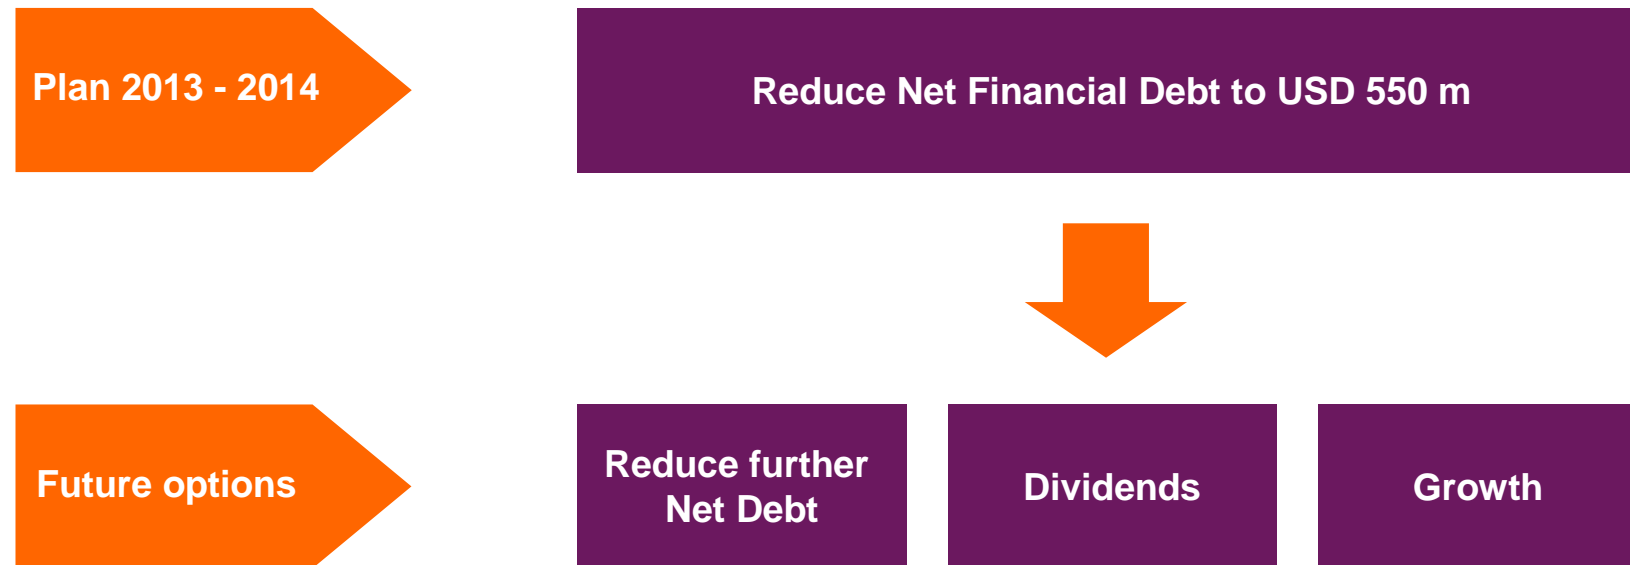 Plan 2013 - 2014
Reduce Net Financial Debt to USD 550 m
Future options
Reduce further
Net Debt
Dividends
Growth